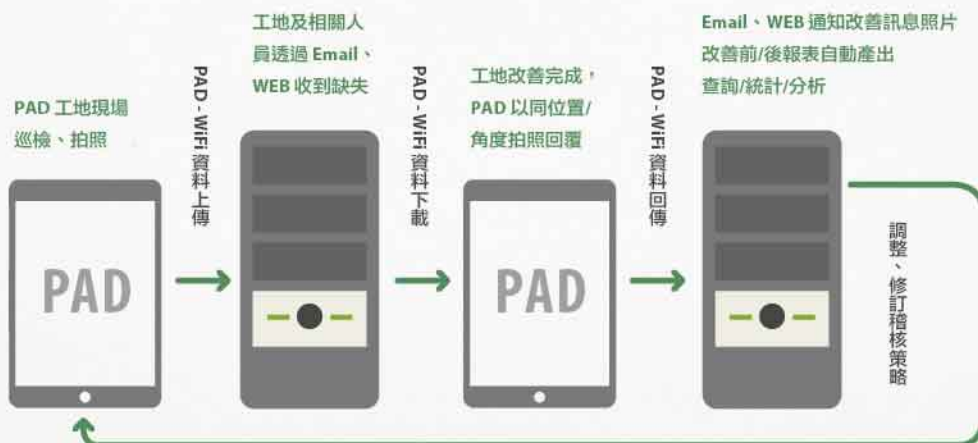 PAD 工地現場
巡檢、拍照
PAD
PAD - WiFi 資料上傳
工地及相關人
員透過 Email、
WEB 收到缺失
PAD - WiFi 資料下載
工地改善完成，
PAD 以同位置/
角度拍照回覆
PAD
PAD - WiFi 資料回傳
Email、WEB 通知改善訊息照片
改善前/後報表自動產出
查詢/統計/分析
調整、修訂稽核策略